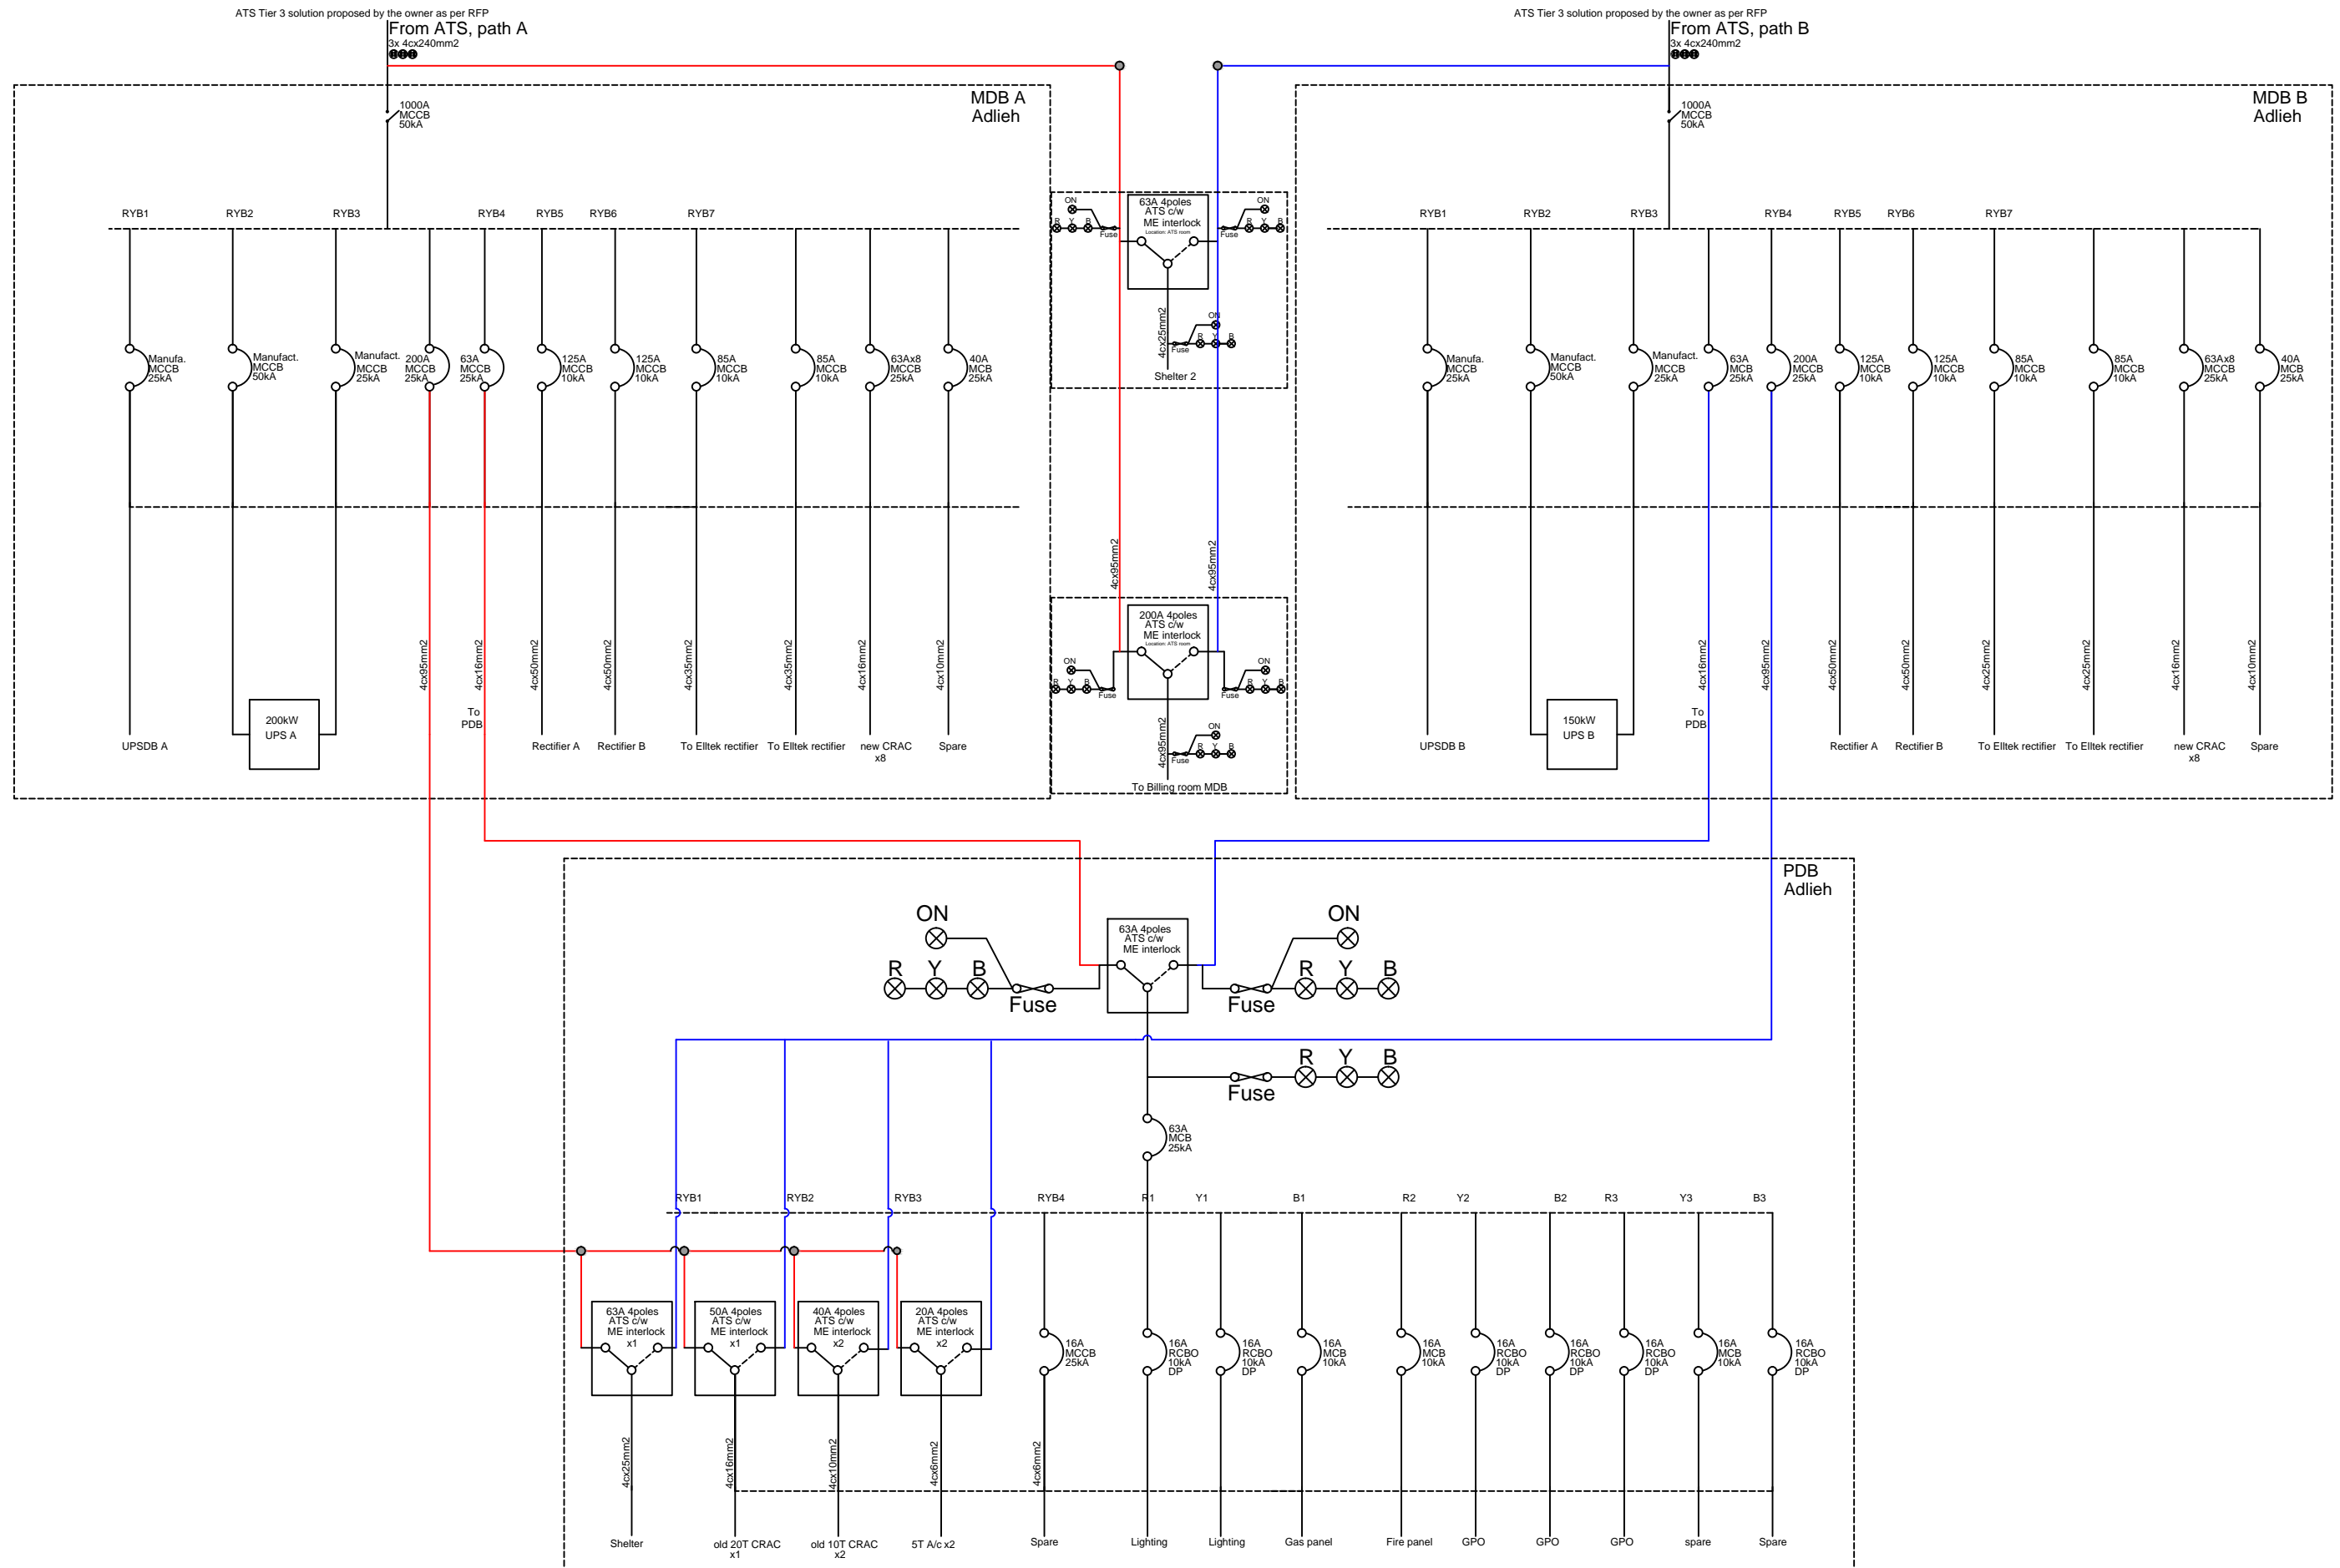 ATS Tier 3 solution proposed by the owner as per RFP
From ATS, path A
3x 4cx240mm2
ATS Tier 3 solution proposed by the owner as per RFP
From ATS, path B
3x 4cx240mm2
MDB A
Adlieh
1000A
MCCB
50kA
RYB1
RYB2
RYB3
RYB4
RYB5
RYB6
RYB7
Manufa.
MCCB
25kA
Manufact.
MCCB
50kA
Manufact.
MCCB
25kA
200A
MCCB
25kA
63A
MCCB
25kA
125A
MCCB
10kA
125A
MCCB
10kA
85A
MCCB
10kA
85A
MCCB
10kA
63Ax8
MCCB
25kA
40A
MCB
25kA
4cx95mm2
4cx16mm2
4cx50mm2
4cx50mm2
4cx35mm2
4cx35mm2
4cx16mm2
4cx10mm2
To
PDB
200kW
UPS A
UPSDB A
Rectifier A
Rectifier B
To Elltek rectifier
To Elltek rectifier
new CRAC
x8
Spare
ON
R
Y
B
Fuse
63A 4poles
ATS c/w
ME interlock
Location: ATS room
ON
R
Y
B
Fuse
4cx25mm2
ON
R
Y
B
Fuse
Shelter 2
4cx95mm2
4cx95mm2
200A 4poles
ATS c/w
ME interlock
Location: ATS room
ON
R
Y
B
Fuse
ON
R
Y
B
Fuse
4cx95mm2
ON
R
Y
B
Fuse
To Billing room MDB
MDB B
Adlieh
1000A
MCCB
50kA
RYB1
RYB2
RYB3
RYB4
RYB5
RYB6
RYB7
Manufa.
MCCB
25kA
Manufact.
MCCB
50kA
Manufact.
MCCB
25kA
63A
MCB
25kA
200A
MCCB
25kA
125A
MCCB
10kA
125A
MCCB
10kA
85A
MCCB
10kA
85A
MCCB
10kA
63Ax8
MCCB
25kA
40A
MCB
25kA
4cx16mm2
4cx95mm2
4cx50mm2
4cx50mm2
4cx25mm2
4cx25mm2
4cx16mm2
4cx10mm2
To
PDB
150kW
UPS B
UPSDB B
Rectifier A
Rectifier B
To Elltek rectifier
To Elltek rectifier
new CRAC
x8
Spare
PDB
Adlieh
ON
R
Y
B
Fuse
63A 4poles
ATS c/w
ME interlock
ON
R
Y
B
Fuse
R
Y
B
Fuse
63A
MCB
25kA
RYB1
RYB2
RYB3
RYB4
R1
Y1
B1
R2
Y2
B2
R3
Y3
B3
63A 4poles
ATS c/w
ME interlock
x1
50A 4poles
ATS c/w
ME interlock
x1
40A 4poles
ATS c/w
ME interlock
x2
20A 4poles
ATS c/w
ME interlock
x2
16A
MCCB
25kA
16A
RCBO
10kA
DP
16A
RCBO
10kA
DP
16A
MCB
10kA
16A
MCB
10kA
16A
RCBO
10kA
DP
16A
RCBO
10kA
DP
16A
RCBO
10kA
DP
16A
MCB
10kA
16A
RCBO
10kA
DP
4cx25mm2
4cx16mm2
4cx10mm2
4cx6mm2
4cx6mm2
Shelter
old 20T CRAC
x1
old 10T CRAC
x2
5T A/c x2
Spare
Lighting
Lighting
Gas panel
Fire panel
GPO
GPO
GPO
spare
Spare